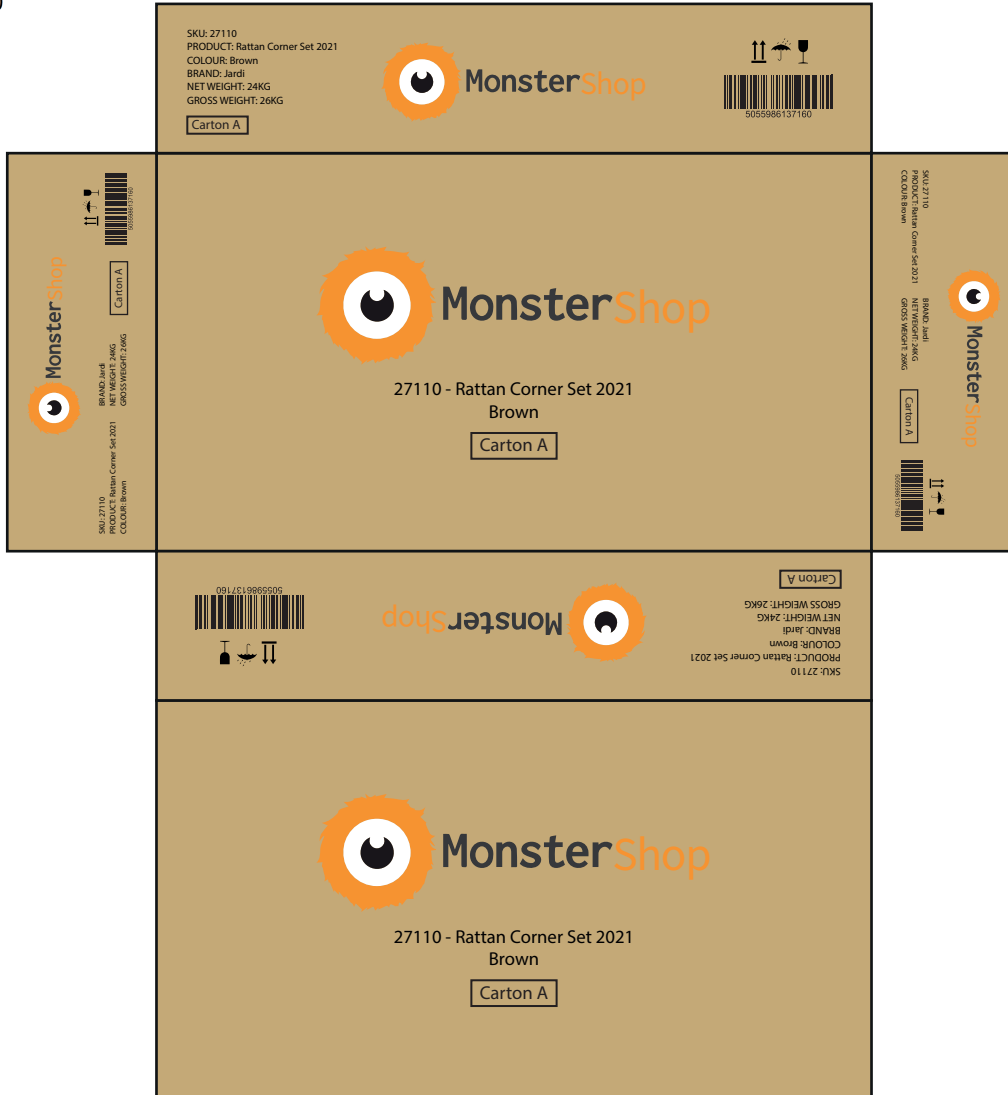 SKU: 27110
PRODUCT: Rattan Corner Set 2021
COLOUR: Brown
BRAND: Jardi
NET WEIGHT: 24KG
GROSS WEIGHT: 26KG
Carton A
MonsterShop
5055986137160
SKU: 27110
PRODUCT: Rattan Corner Set 2021
COLOUR: Brown
BRAND: Jardi
NET WEIGHT: 24KG
GROSS WEIGHT: 26KG
Carton A
MonsterShop
5055986137160
MonsterShop
27110 - Rattan Corner Set 2021
Brown
Carton A
SKU: 27110
PRODUCT: Rattan Corner Set 2021
COLOUR: Brown
BRAND: Jardi
NET WEIGHT: 24KG
GROSS WEIGHT: 26KG
Carton A
MonsterShop
5055986137160
SKU: 27110
PRODUCT: Rattan Corner Set 2021
COLOUR: Brown
BRAND: Jardi
NET WEIGHT: 24KG
GROSS WEIGHT: 26KG
Carton A
MonsterShop
5055986137160
MonsterShop
27110 - Rattan Corner Set 2021
Brown
Carton A